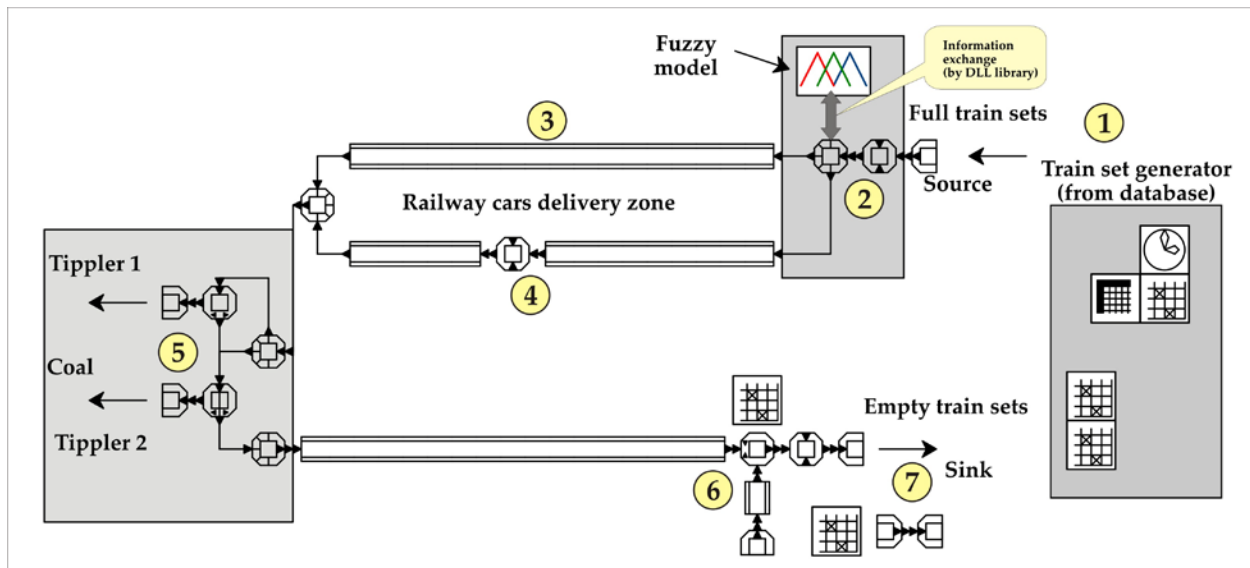 Fuzzy
model
Information
exchange
(by DLL library)
3
Full train sets
1
Train set generator
(from database)
Source
2
Railway cars delivery zone
4
Tippler 1
5
Coal
Tippler 2
Empty train sets
6
7
Sink